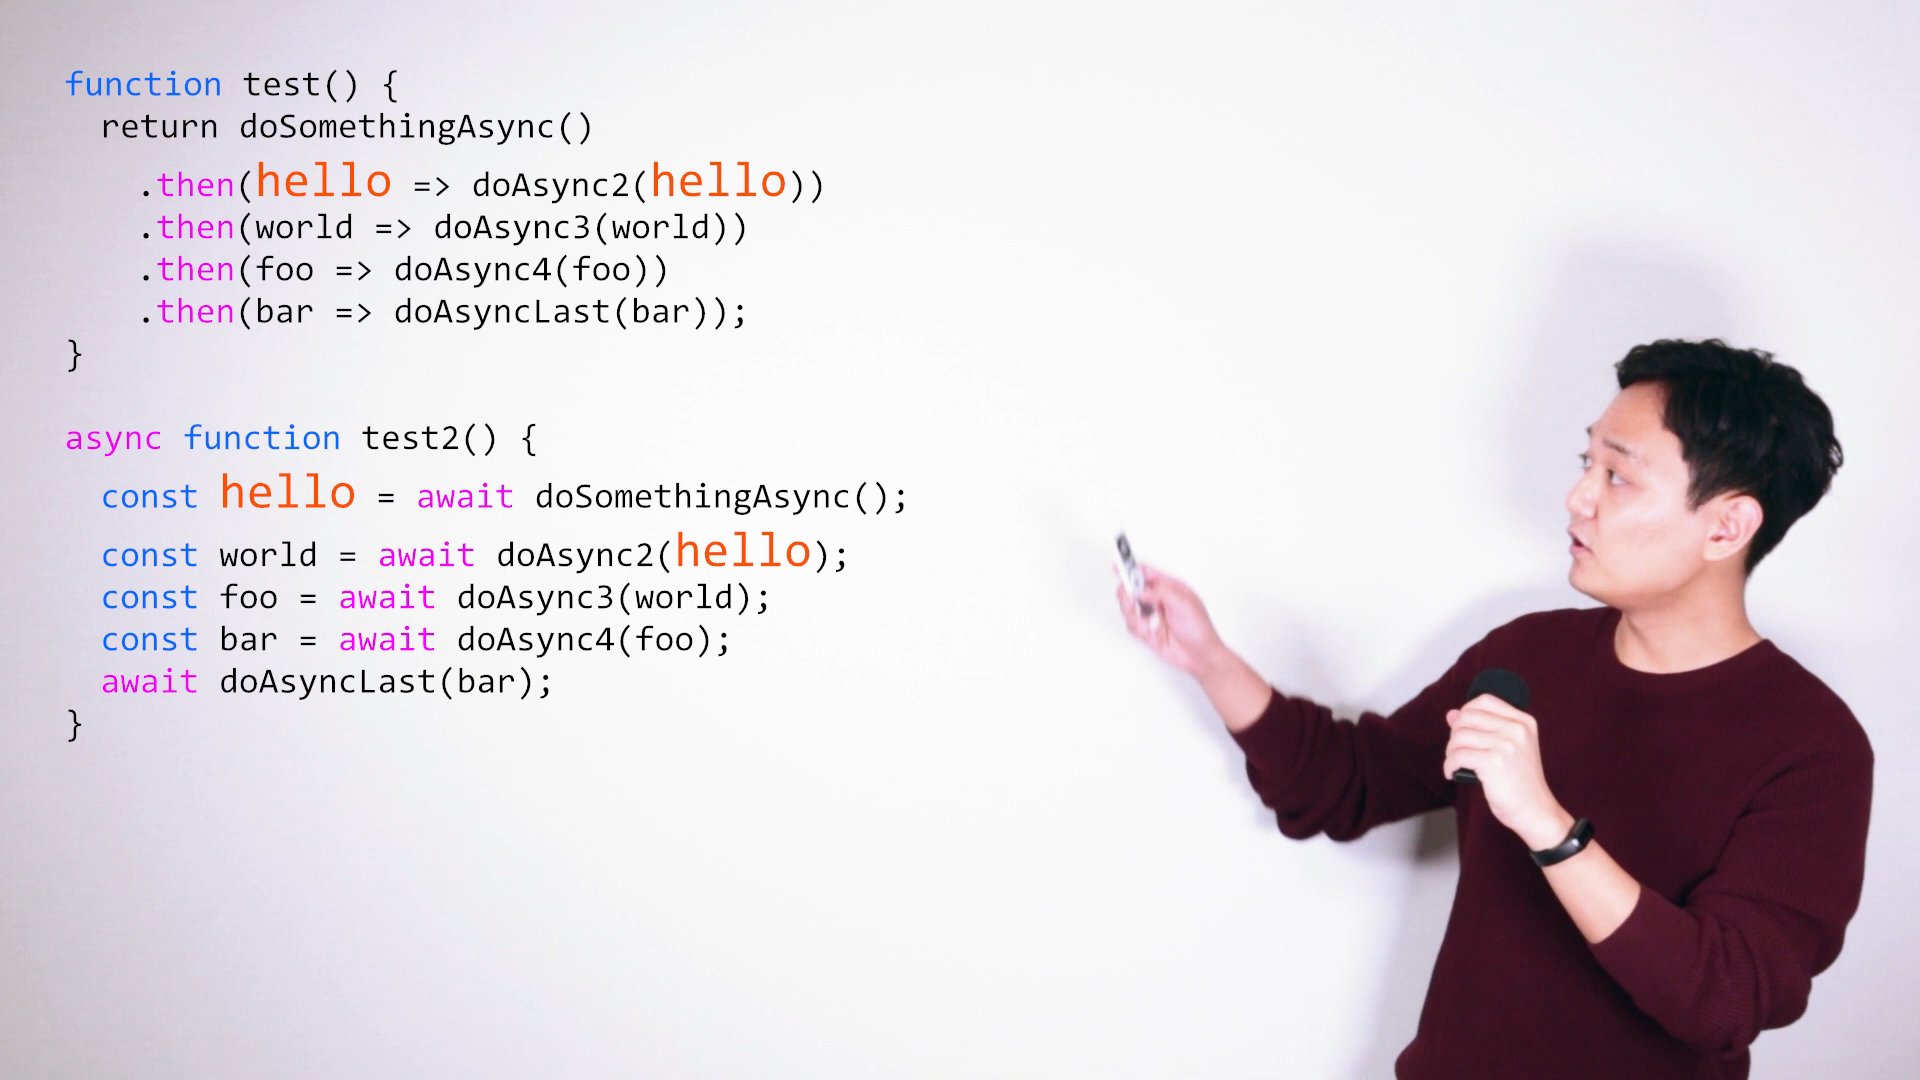 function test() {
  return doSomethingAsync()
    .then(hello => doAsync2(hello))
    .then(world => doAsync3(world))
    .then(foo => doAsync4(foo))
    .then(bar => doAsyncLast(bar));
}
async function test2() {
  const hello = await doSomethingAsync();
  const world = await doAsync2(hello);
  const foo = await doAsync3(world);
  const bar = await doAsync4(foo);
  await doAsyncLast(bar);
}